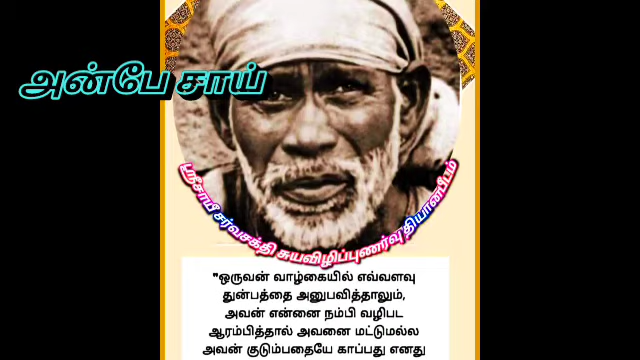 அன்பே சாய்
ஸ்ரீசாயீ சர்வசக்தி சுயவிழிப்புணர்வு தியானபீடம்
"ஒருவன் வாழ்கையில் எவ்வளவு
துன்பத்தை அனுபவித்தாலும்,
அவன் என்னை நம்பி வழிபட
ஆரம்பித்தால் அவனை மட்டுமல்ல
அவன் குடும்பதையே காப்பது எனது